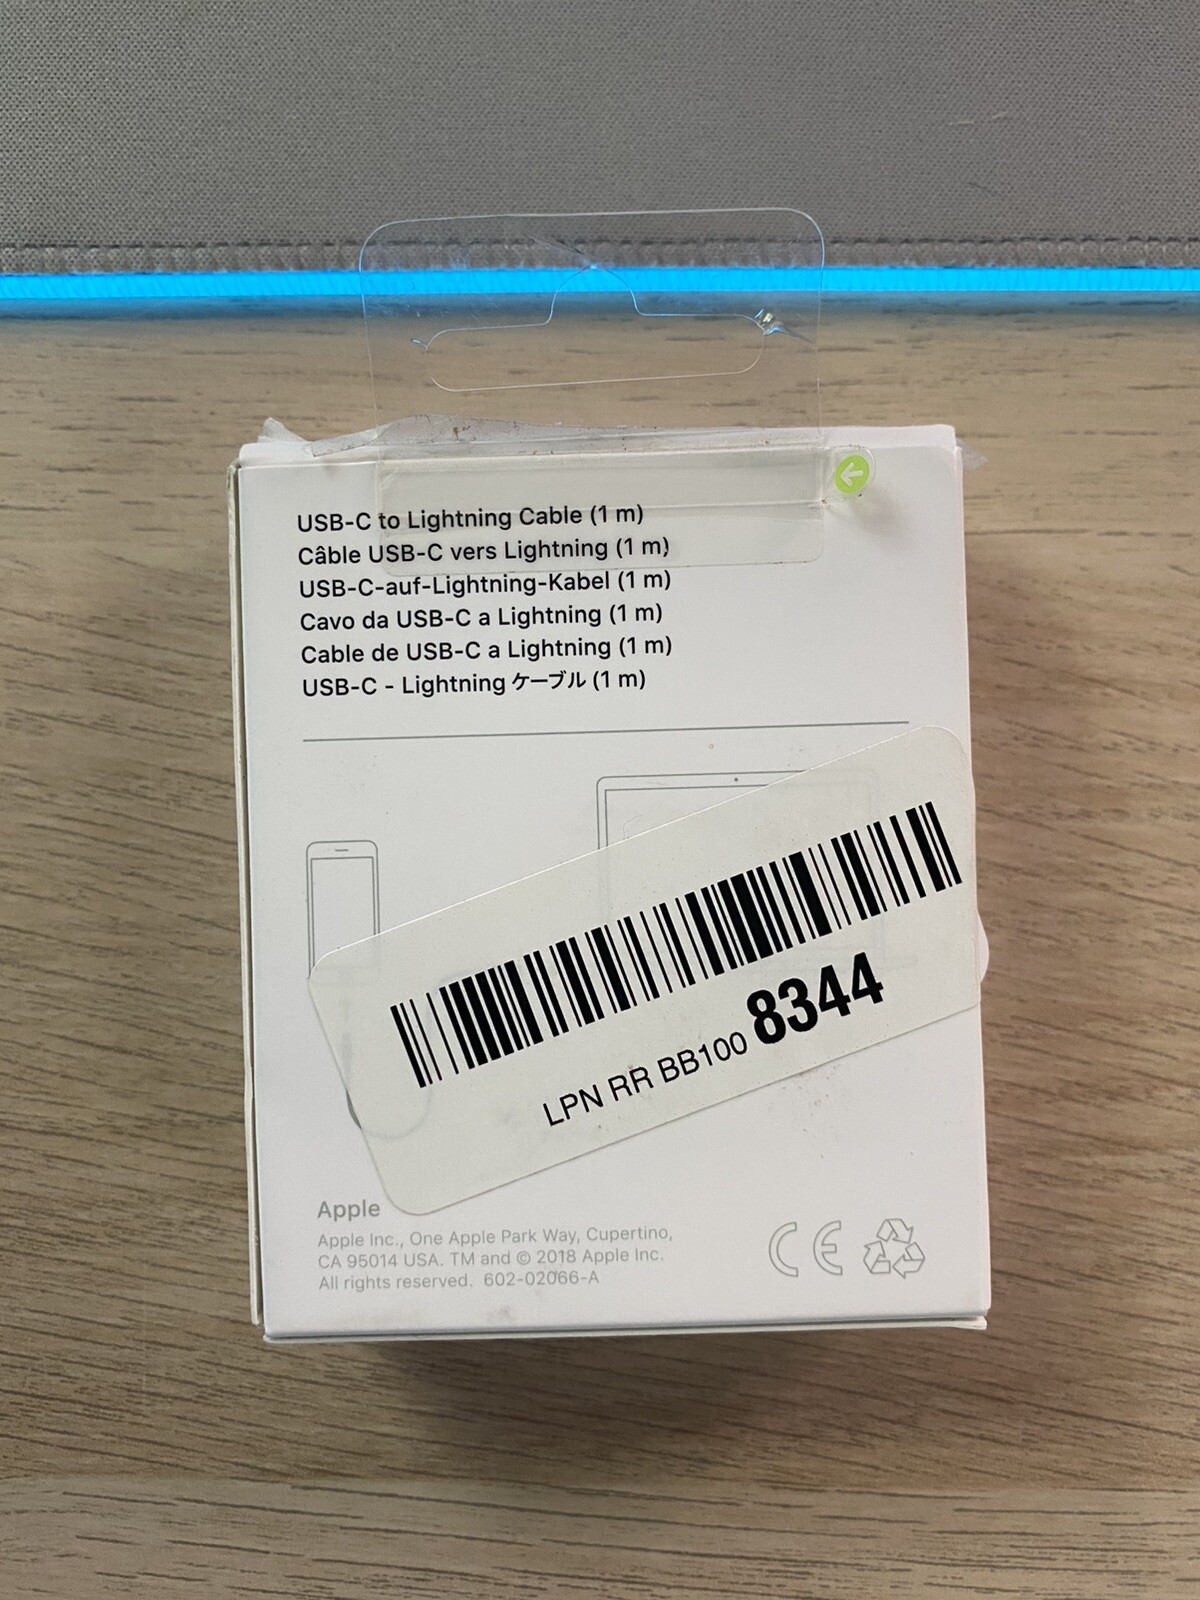 USB-C to Lightning Cable (1 m)
Câble USB-C vers Lightning (1 m)
USB-C-auf-Lightning-Kabel (1 m)
Cavo da USB-C a Lightning (1 m)
Cable de USB-C a Lightning (1 m)
USB-C - Lightning ケーブル (1 m)
LPN RR BB100 8344
Apple
Apple Inc., One Apple Park Way, Cupertino,
CA 95014 USA. TM and © 2018 Apple Inc.
All rights reserved. 602-02066-A
CE